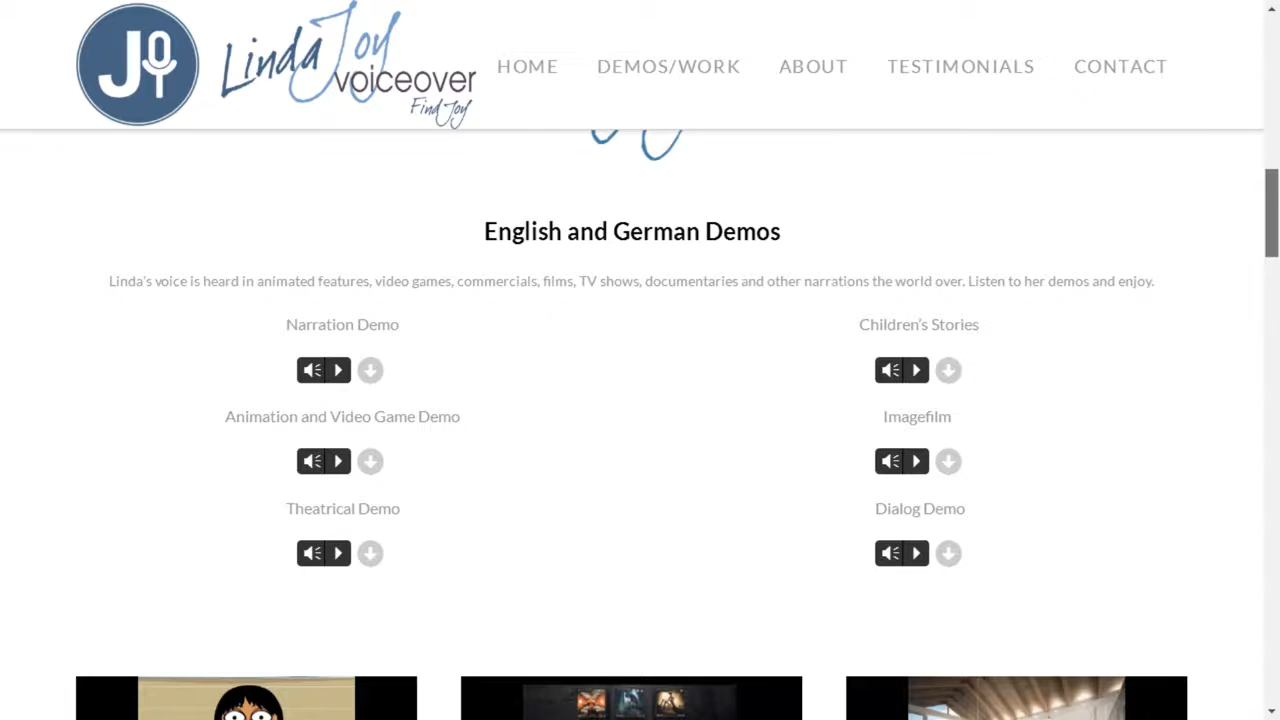 JOY
Linda Joy
voiceover
Find Joy
HOME
DEMOS/WORK
ABOUT
TESTIMONIALS
CONTACT
English and German Demos
Linda's voice is heard in animated features, video games, commercials, films, TV shows, documentaries and other narrations the world over. Listen to her demos and enjoy.
Narration Demo
Children’s Stories
Animation and Video Game Demo
Imagefilm
Theatrical Demo
Dialog Demo